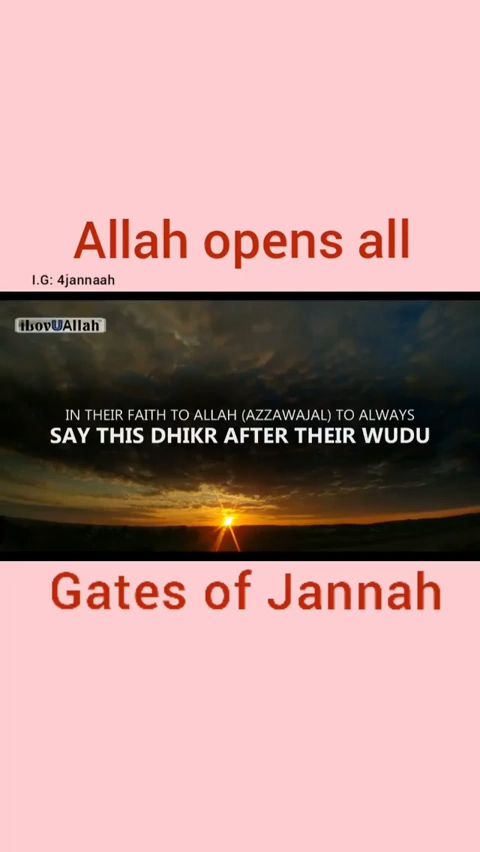 Allah opens all
I.G: 4jannaah
iLovUAllah
IN THEIR FAITH TO ALLAH (AZZAWAJAL) TO ALWAYS
SAY THIS DHIKR AFTER THEIR WUDU
Gates of Jannah